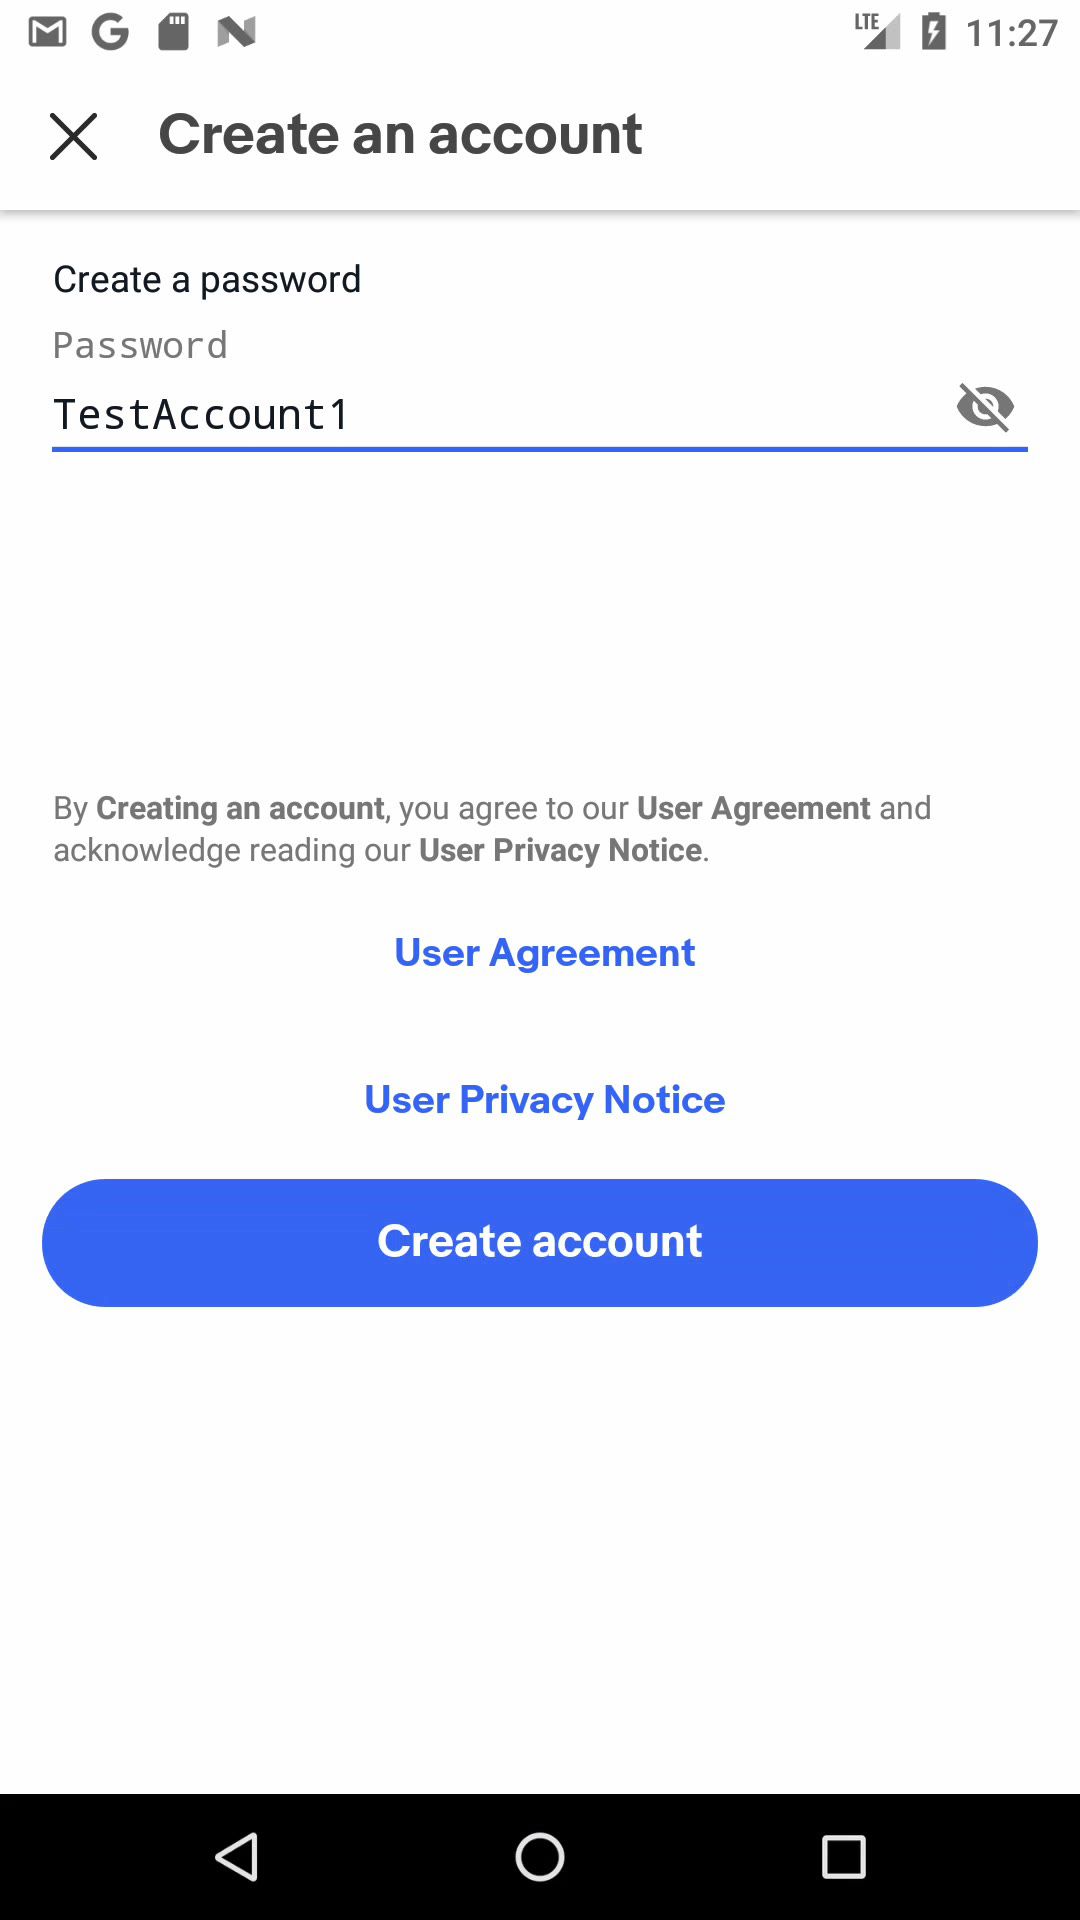 LTE 11:27
Create an account
Create a password
Password
TestAccount1
By Creating an account, you agree to our User Agreement and
acknowledge reading our User Privacy Notice.
User Agreement
User Privacy Notice
Create account